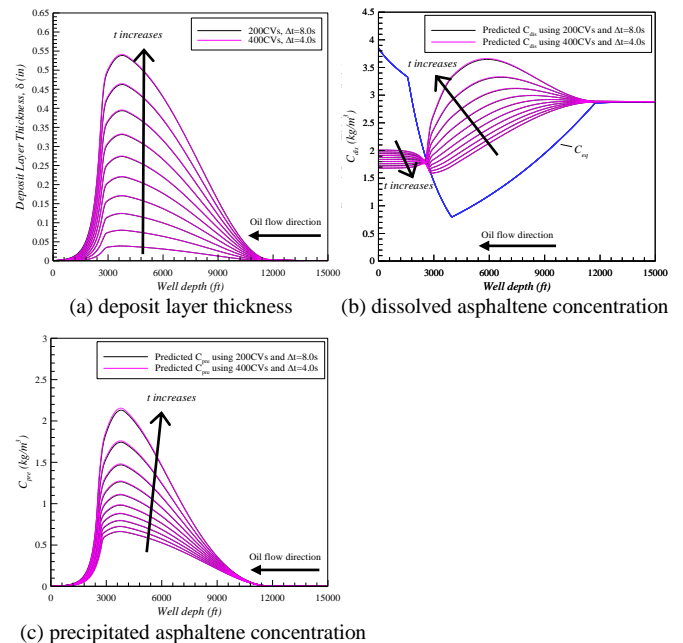 0.65
0.6
0.55
0.5
0.45
0.4
0.35
0.3
0.25
0.2
0.15
0.1
0.05
0
Deposit Layer Thickness, δ (in)
t increases
200CVs, Δt=8.0s
400CVs, Δt=4.0s
Oil flow direction
0 3000 6000 9000 12000 15000
Well depth (ft)
(a) deposit layer thickness
4.5
4
3.5
3
2.5
2
1.5
1
0.5
0
C_dis (kg/m³)
Predicted C_dis using 200CVs and Δt=8.0s
Predicted C_dis using 400CVs and Δt=4.0s
t increases
t increases
C_eq
Oil flow direction
0 3000 6000 9000 12000 15000
Well depth (ft)
(b) dissolved asphaltene concentration
3
2.5
2
1.5
1
0.5
0
C_pre (kg/m³)
Predicted C_pre using 200CVs and Δt=8.0s
Predicted C_pre using 400CVs and Δt=4.0s
t increases
Oil flow direction
0 3000 6000 9000 12000 15000
Well depth (ft)
(c) precipitated asphaltene concentration